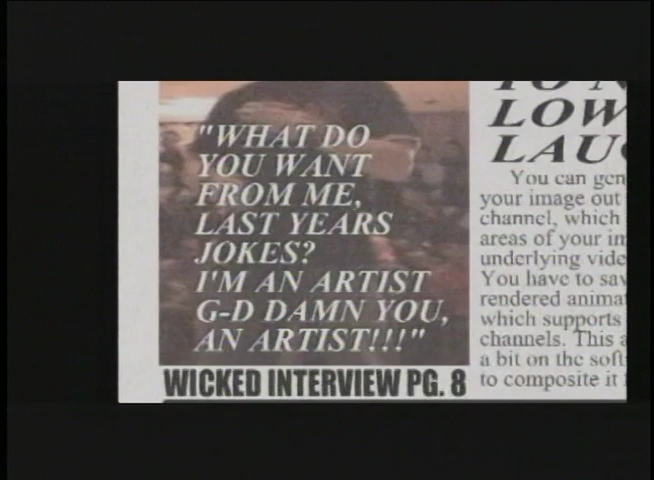 "WHAT DO
YOU WANT
FROM ME,
LAST YEARS
JOKES?
I'M AN ARTIST
G-D DAMN YOU,
AN ARTIST!!!"
WICKED INTERVIEW PG. 8
TO N
LOW
LAU
You can gen
your image out
channel, which
areas of your im
underlying vide
You have to sav
rendered animat
which supports
channels. This a
a bit on the soft
to composite it